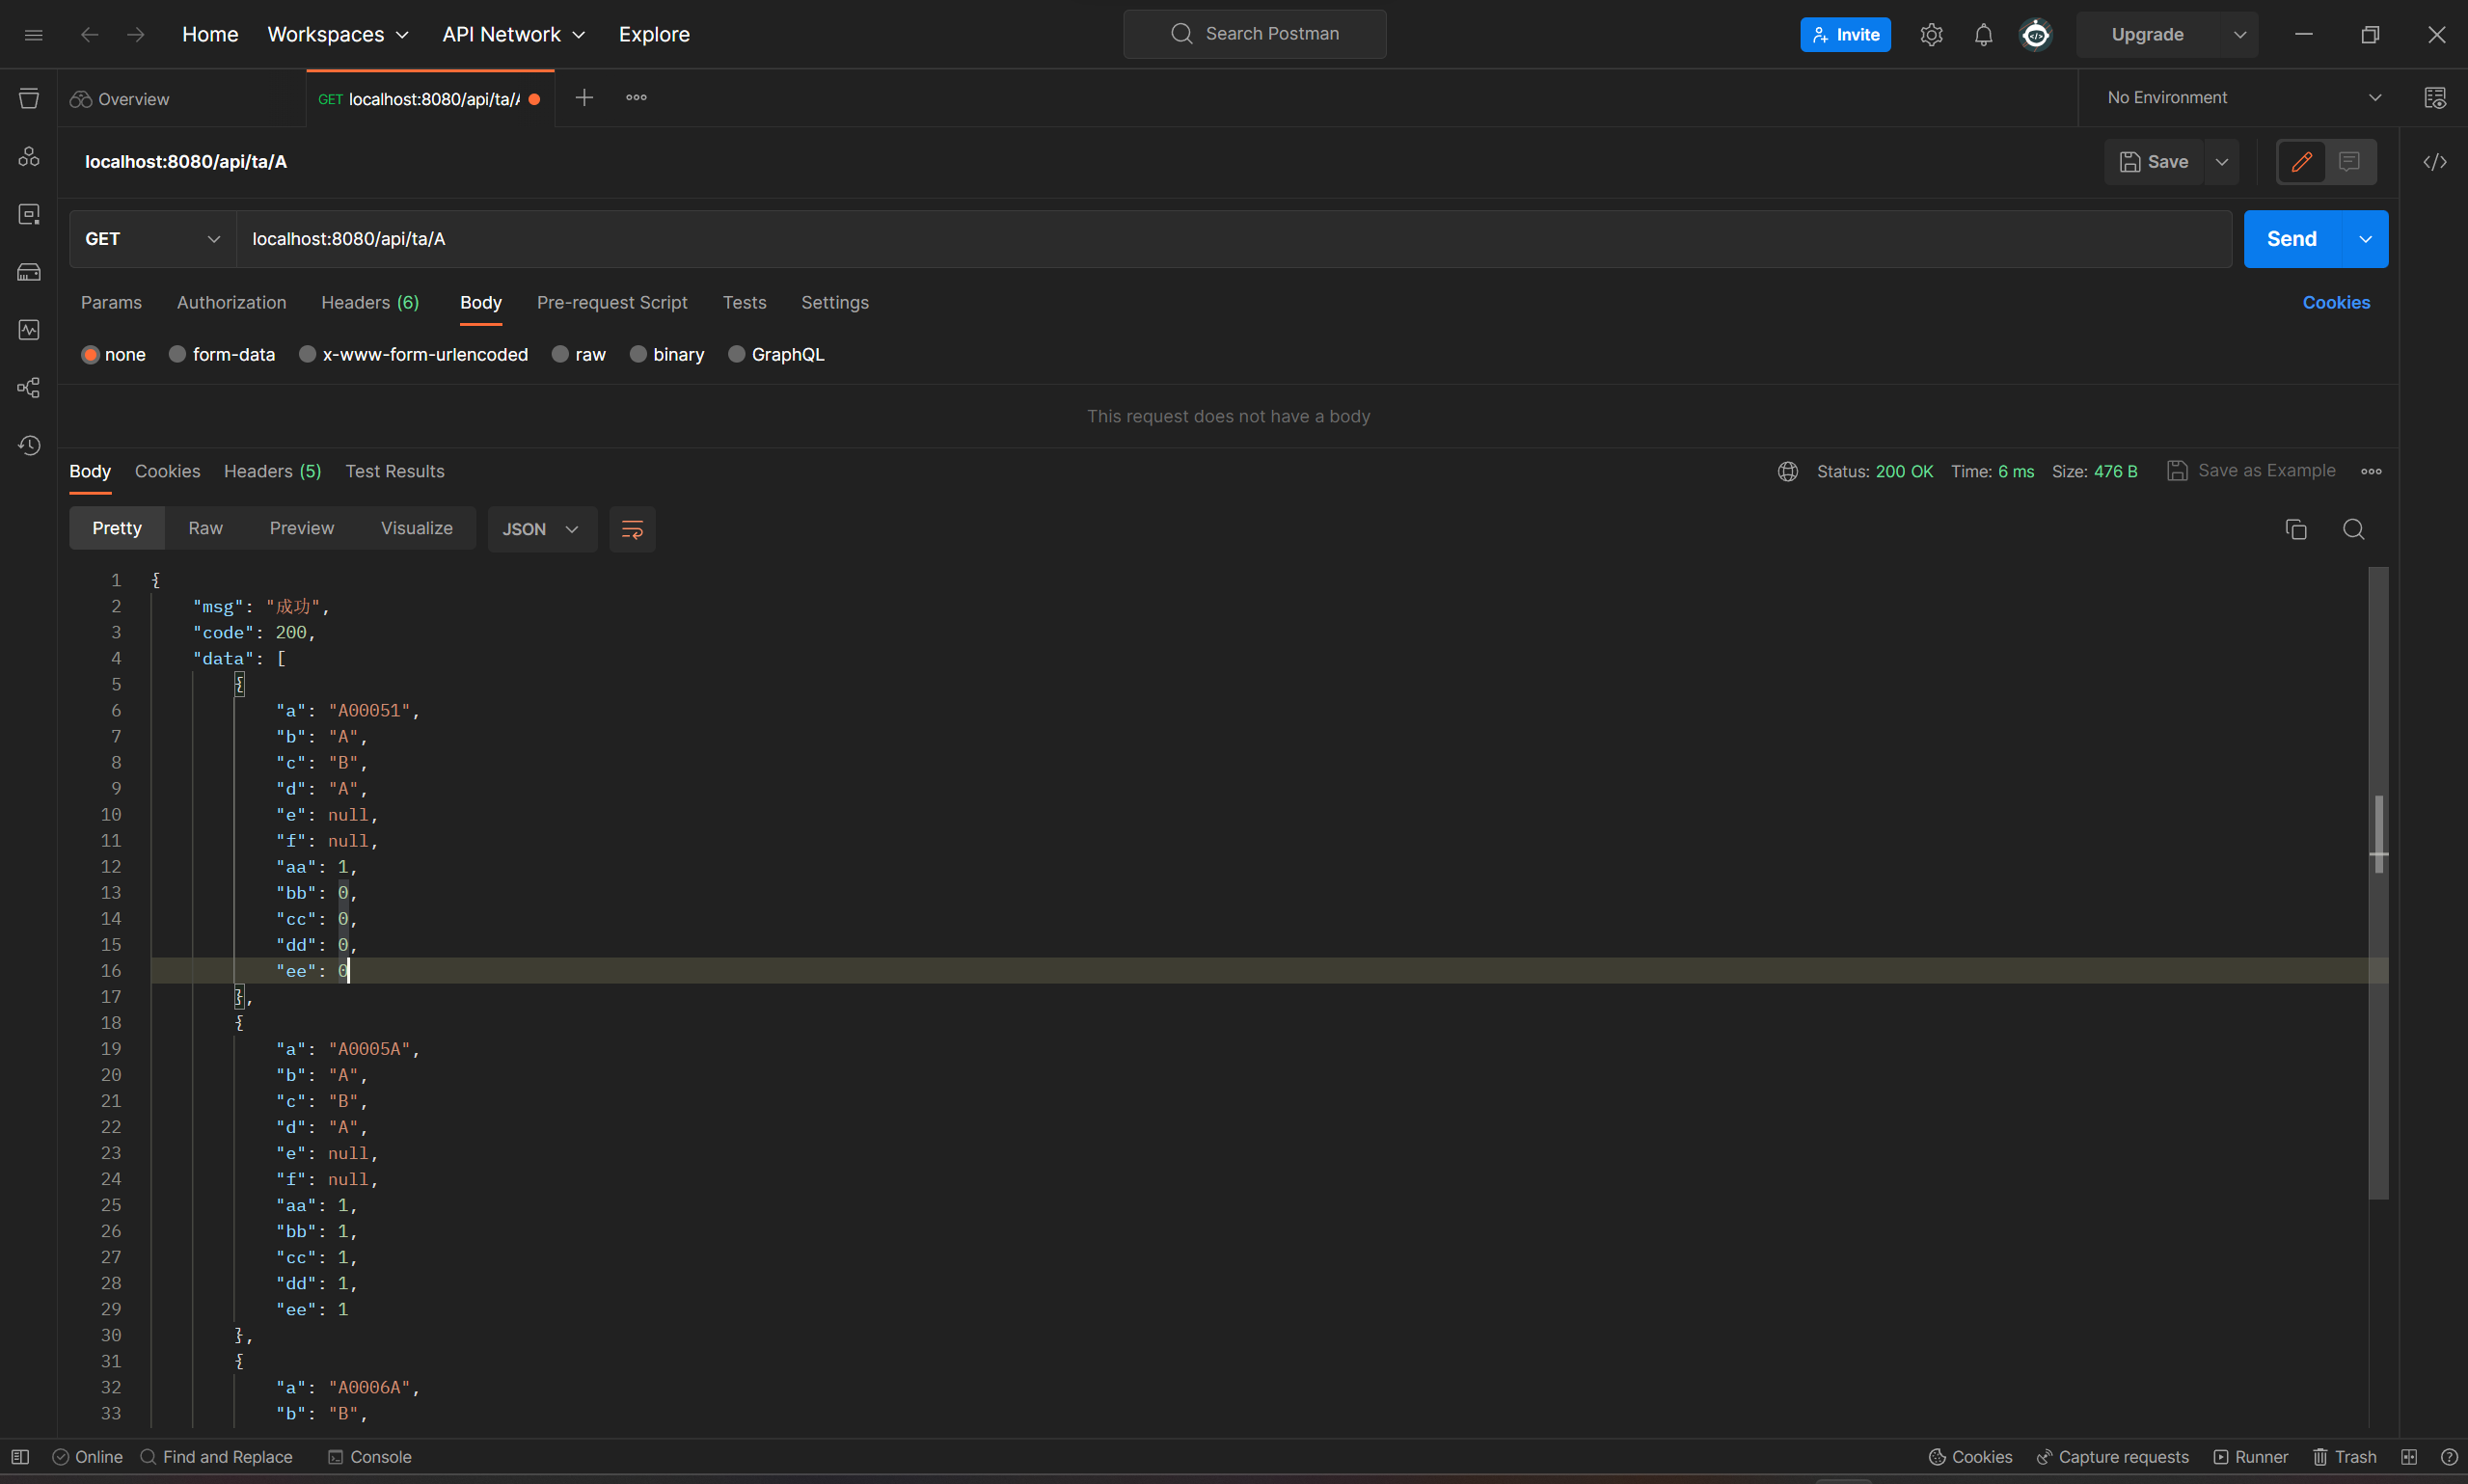 Home Workspaces API Network Explore Search Postman Invite Upgrade
Overview GET localhost:8080/api/ta/A No Environment
localhost:8080/api/ta/A Save
GET localhost:8080/api/ta/A Send
Params Authorization Headers (6) Body Pre-request Script Tests Settings Cookies
none form-data x-www-form-urlencoded raw binary GraphQL
This request does not have a body
Body Cookies Headers (5) Test Results Status: 200 OK Time: 6 ms Size: 476 B Save as Example
Pretty Raw Preview Visualize JSON
1 {
2 "msg": "成功",
3 "code": 200,
4 "data": [
5 {
6 "a": "A00051",
7 "b": "A",
8 "c": "B",
9 "d": "A",
10 "e": null,
11 "f": null,
12 "aa": 1,
13 "bb": 0,
14 "cc": 0,
15 "dd": 0,
16 "ee": 0
17 },
18 {
19 "a": "A0005A",
20 "b": "A",
21 "c": "B",
22 "d": "A",
23 "e": null,
24 "f": null,
25 "aa": 1,
26 "bb": 1,
27 "cc": 1,
28 "dd": 1,
29 "ee": 1
30 },
31 {
32 "a": "A0006A",
33 "b": "B",
Online Find and Replace Console Cookies Capture requests Runner Trash